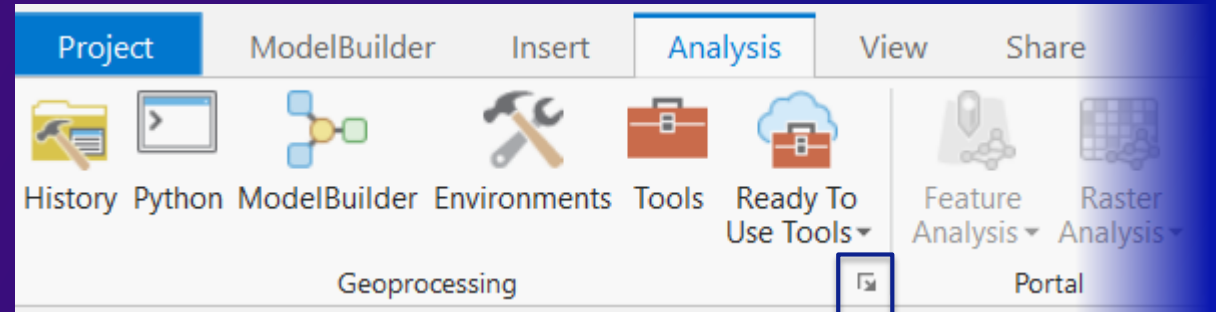 Project ModelBuilder Insert Analysis View Share
History Python ModelBuilder Environments Tools Ready To Feature Raster
Use Tools Analysis Analysis
Geoprocessing Portal